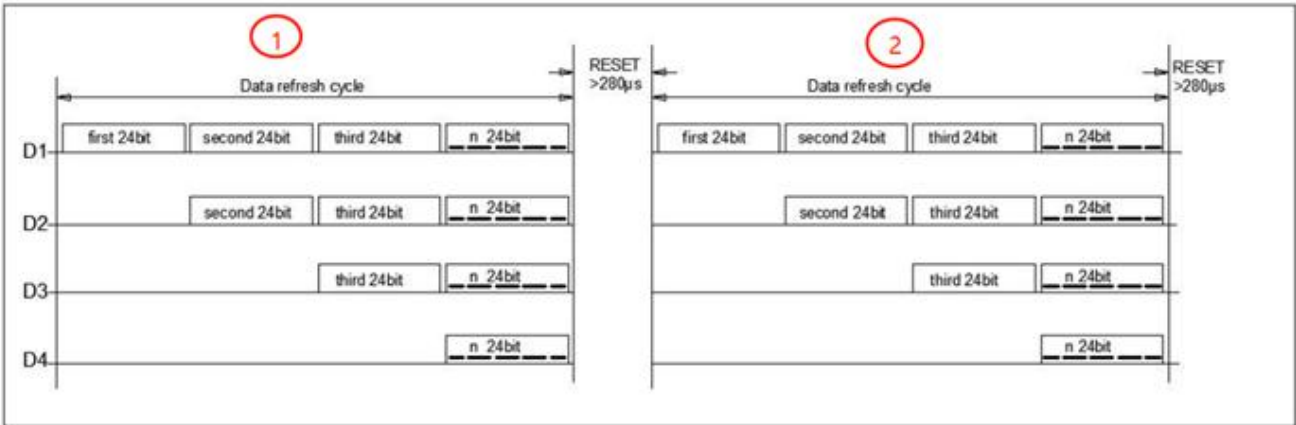 1
2
Data refresh cycle
RESET
>280μs
Data refresh cycle
RESET
>280μs
D1 first 24bit second 24bit third 24bit n 24bit first 24bit second 24bit third 24bit n 24bit
D2 second 24bit third 24bit n 24bit second 24bit third 24bit n 24bit
D3 third 24bit n 24bit third 24bit n 24bit
D4 n 24bit n 24bit